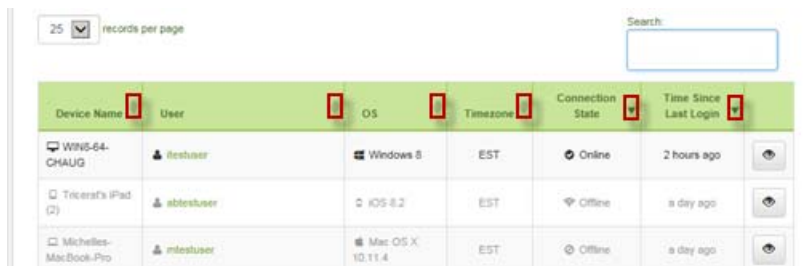 25 records per page
Search:
Device Name User OS Timezone Connection State Time Since Last Login
WIN8-64-CHAUG itestuser Windows 8 EST Online 2 hours ago
Tricerat's iPad (2) abtestuser iOS 8.2 EST Offline a day ago
Michelles-MacBook-Pro mtestuser Mac OS X 10.11.4 EST Offline a day ago